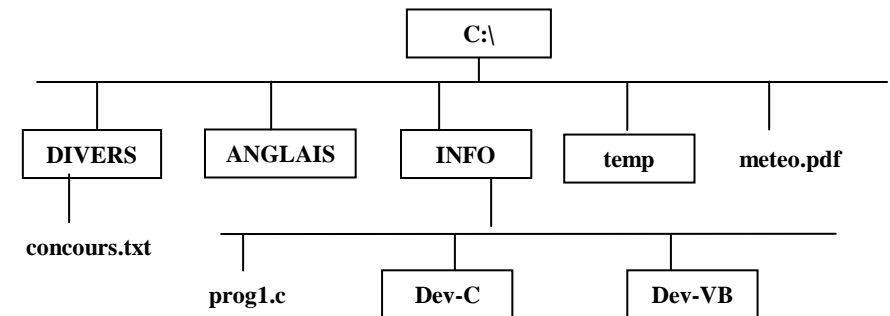 C:\
DIVERS ANGLAIS INFO temp meteo.pdf
concours.txt
prog1.c Dev-C Dev-VB